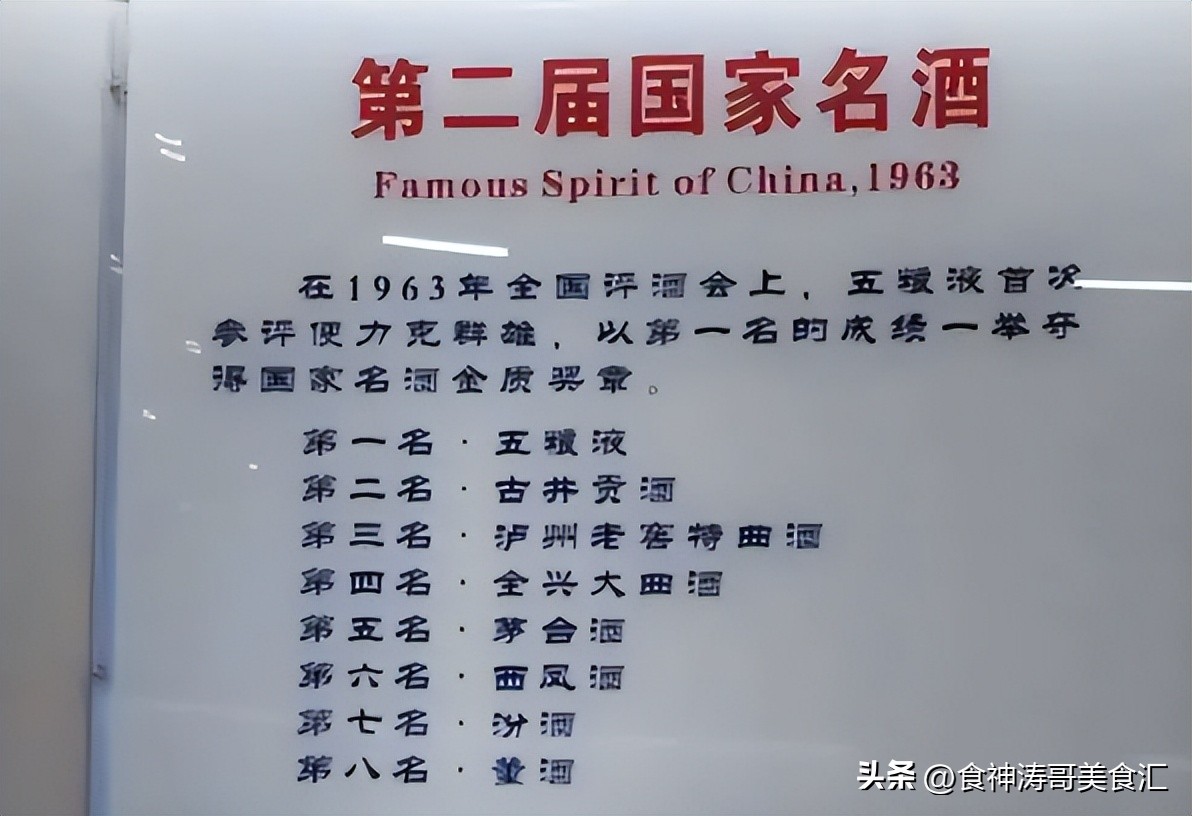 第二届国家名酒
Famous Spirit of China,1963
在1963年全国评酒会上，五粮液首次
参评便力克群雄，以第一名的成绩一举夺
得国家名酒金质奖章。
第一名·五粮液
第二名·古井贡酒
第三名·泸州老窖特曲酒
第四名·全兴大曲酒
第五名·茅台酒
第六名·西凤酒
第七名·汾酒
第八名·董酒
头条 @食神涛哥美食汇